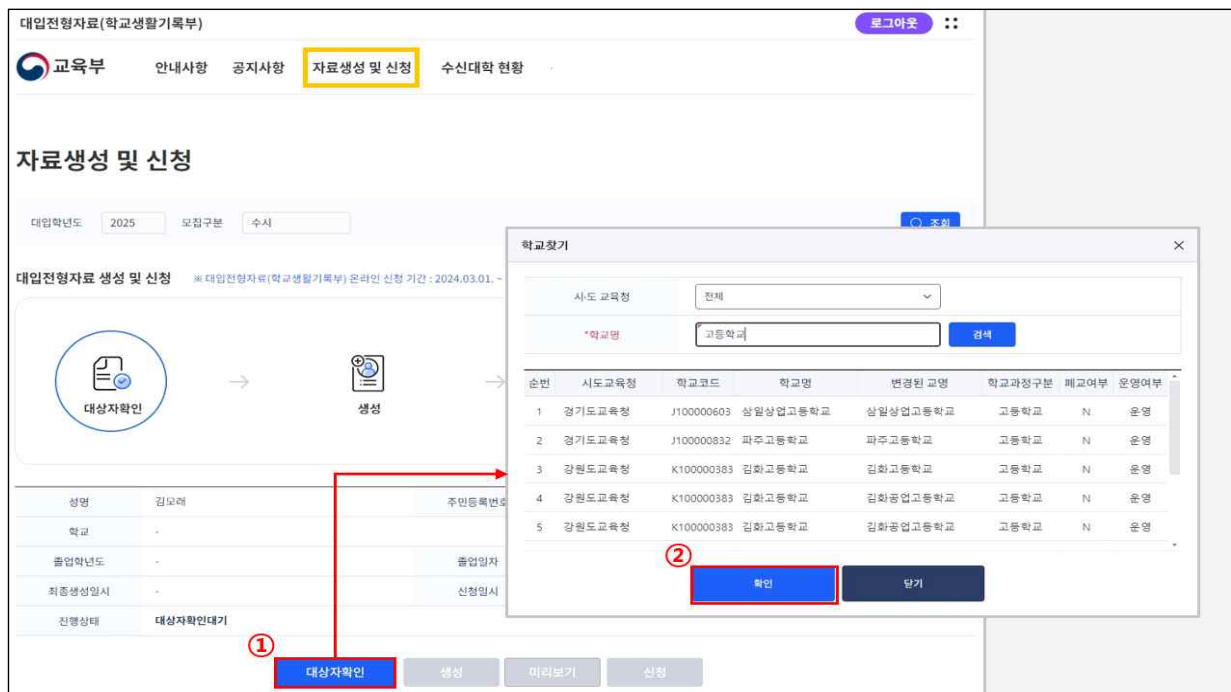 대입전형자료(학교생활기록부) 로그아웃
교육부 안내사항 공지사항 자료생성 및 신청 수신대학 현황
자료생성 및 신청
대입학년도 2025 모집구분 수시 조회
대입전형자료 생성 및 신청 ※ 대입전형자료(학교생활기록부) 온라인 신청 기간 : 2024.03.01. ~
대상자확인 → 생성 →
성명 김모래 주민등록번호
학교 -
졸업학년도 - 졸업일자
최종생성일시 - 신청일시
진행상태 대상자확인대기
① 대상자확인 생성 미리보기 신청
학교찾기 ×
시·도 교육청 전체
*학교명 고등학교 검색
순번 시도교육청 학교코드 학교명 변경된 교명 학교과정구분 폐교여부 운영여부
1 경기도교육청 J100000603 삼일상업고등학교 삼일상업고등학교 고등학교 N 운영
2 경기도교육청 J100000832 파주고등학교 파주고등학교 고등학교 N 운영
3 강원도교육청 K100000383 김화고등학교 김화고등학교 고등학교 N 운영
4 강원도교육청 K100000383 김화고등학교 김화공업고등학교 고등학교 N 운영
5 강원도교육청 K100000383 김화고등학교 김화공업고등학교 고등학교 N 운영
② 확인 닫기